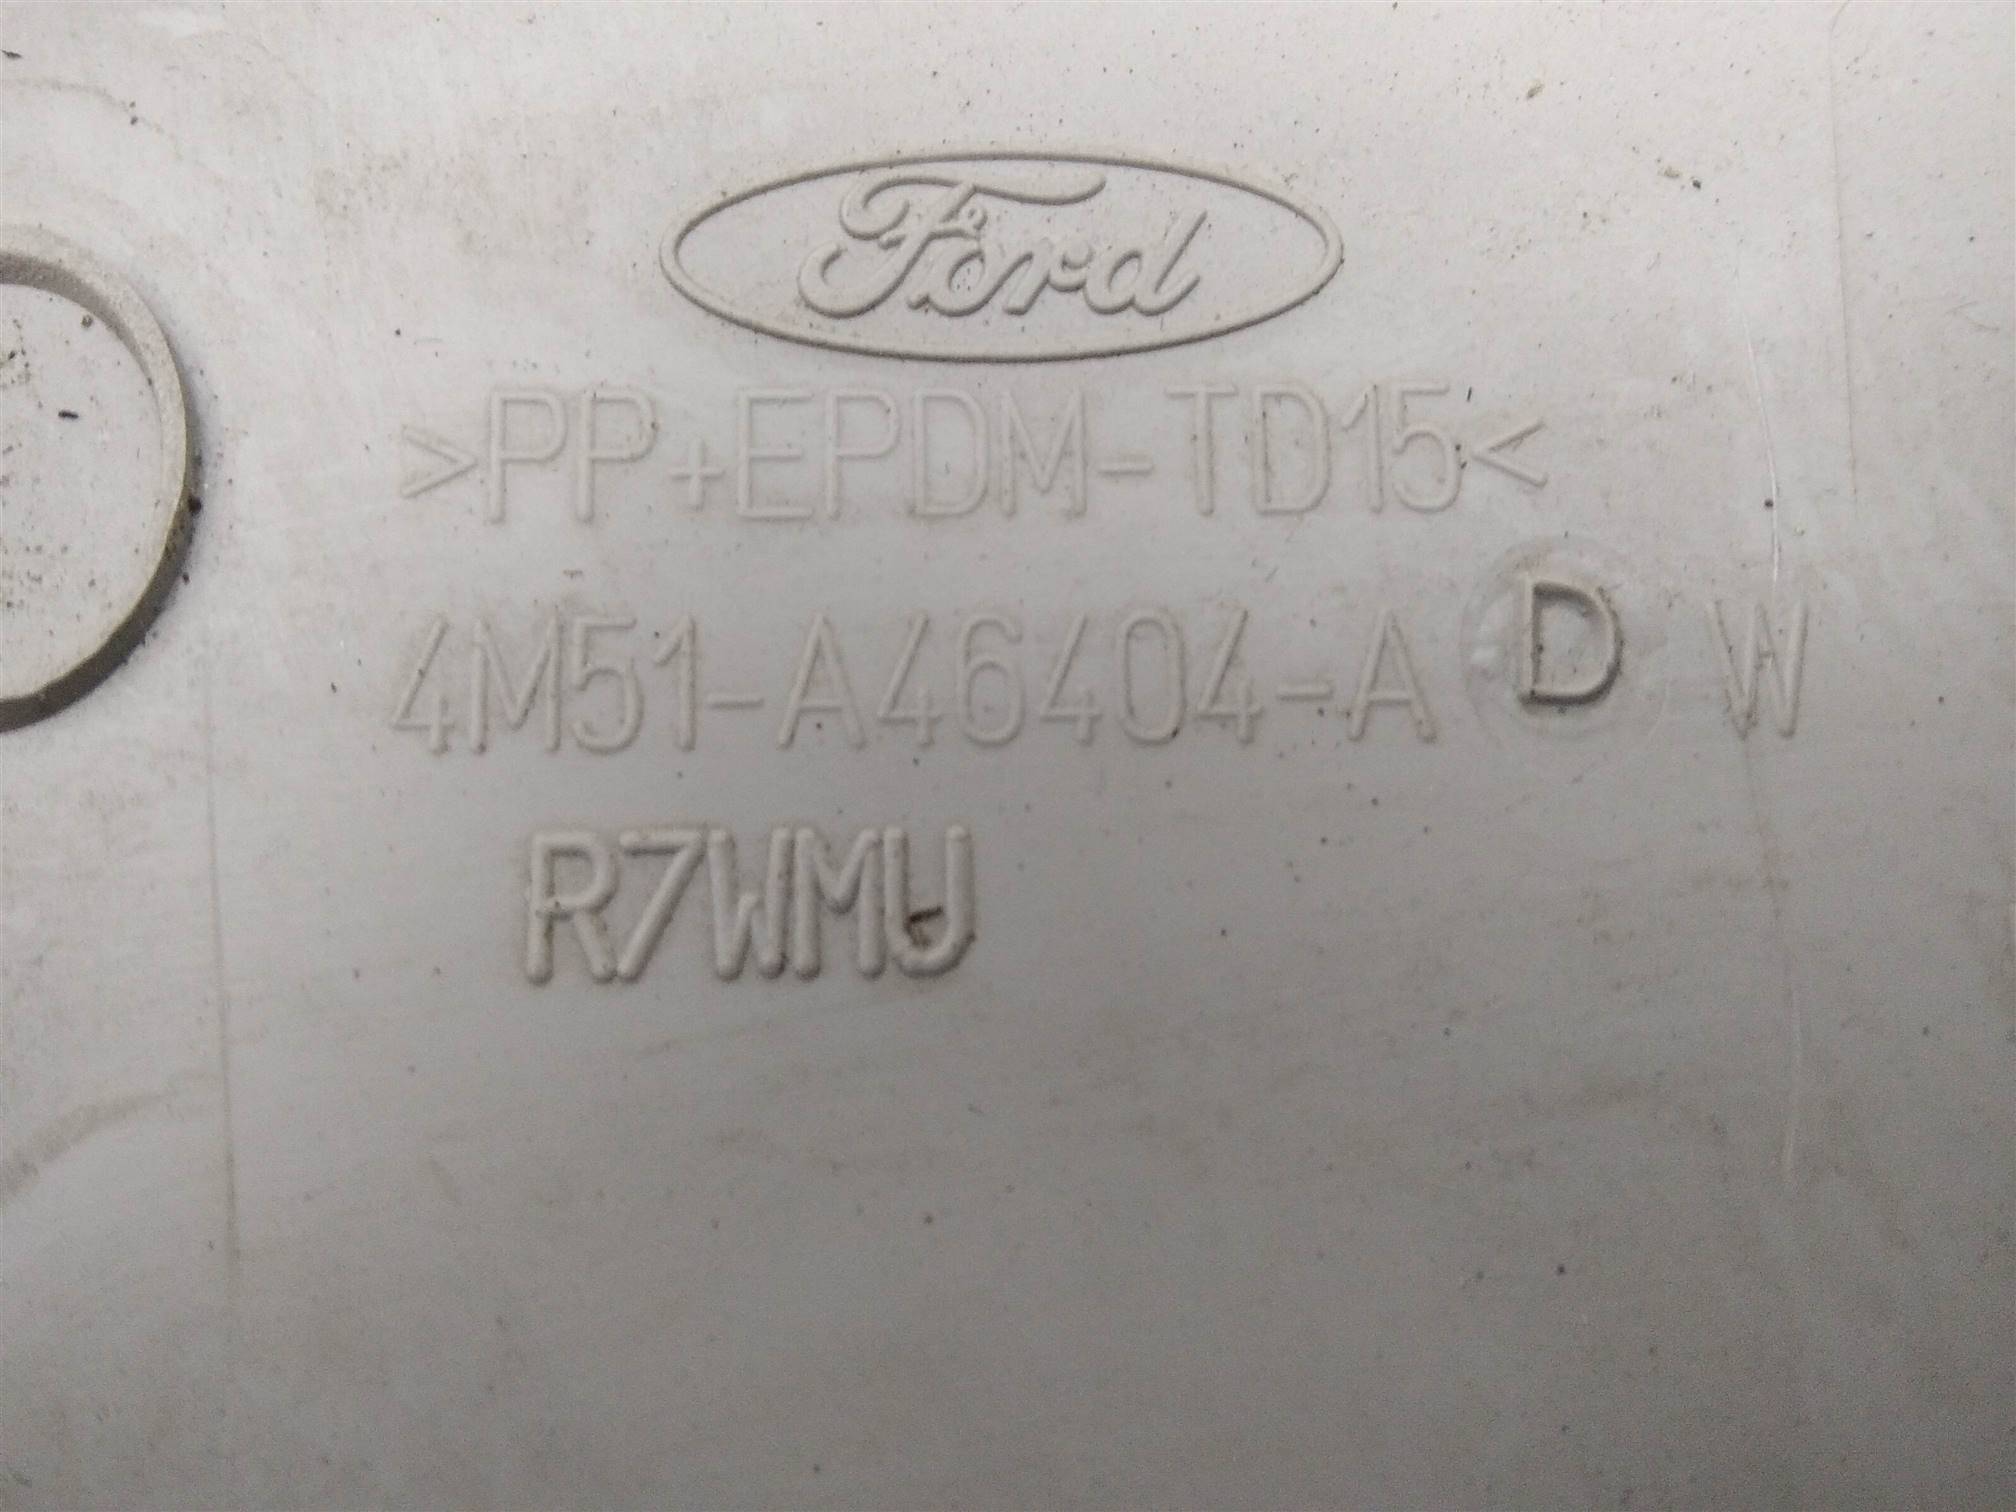 Ford
>PP+EPDM-TD15<
4M51-A46404-A D W
R7WMU